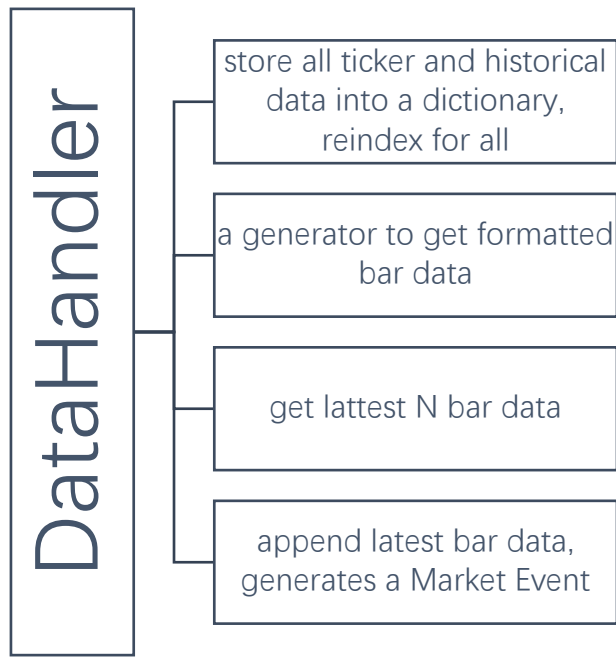 DataHandler
store all ticker and historical
data into a dictionary,
reindex for all
a generator to get formatted
bar data
get lattest N bar data
append latest bar data,
generates a Market Event